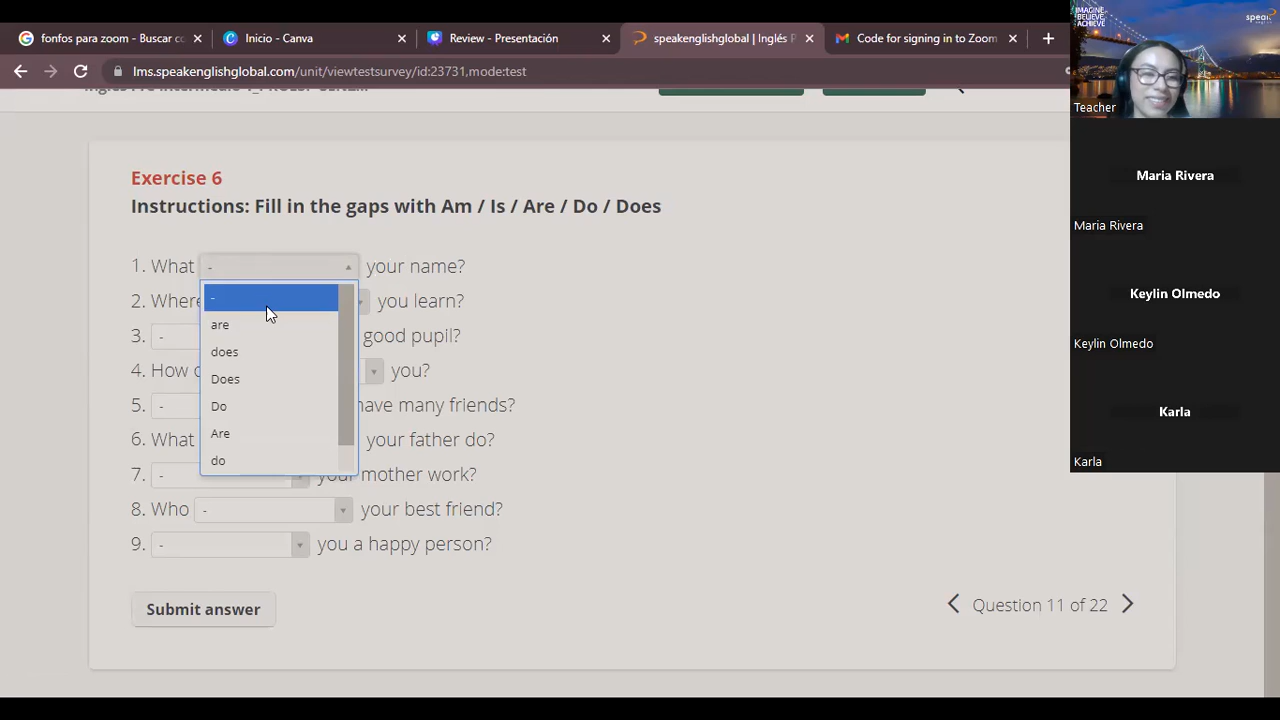 fonfos para zoom - Buscar co
Inicio - Canva
Review - Presentación
speakenglishglobal | Inglés P
Code for signing in to Zoom
lms.speakenglishglobal.com/unit/viewtestsurvey/id:23731,mode:test
IMAGINE
BELIEVE
ACHIEVE
speak
Teacher
Maria Rivera
Maria Rivera
Keylin Olmedo
Keylin Olmedo
Karla
Karla
Exercise 6
Instructions: Fill in the gaps with Am / Is / Are / Do / Does
1. What - your name?
-
are
does
Does
Do
Are
do
2. Where you learn?
3. - good pupil?
4. How you?
5. - have many friends?
6. What your father do?
7. - your mother work?
8. Who - your best friend?
9. - you a happy person?
Submit answer
Question 11 of 22